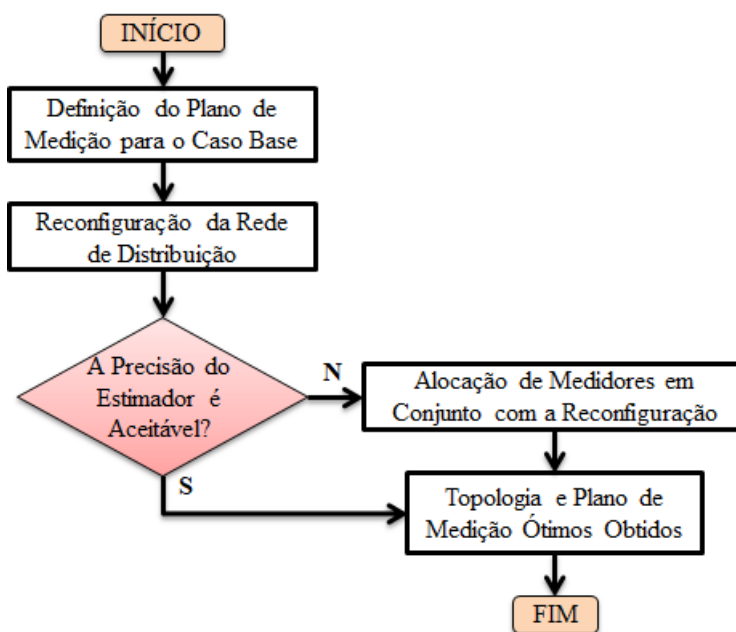 INÍCIO
Definição do Plano de
Medição para o Caso Base
Reconfiguração da Rede
de Distribuição
A Precisão do
Estimador é
Aceitável?
N
Alocação de Medidores em
Conjunto com a Reconfiguração
S
Topologia e Plano de
Medição Ótimos Obtidos
FIM